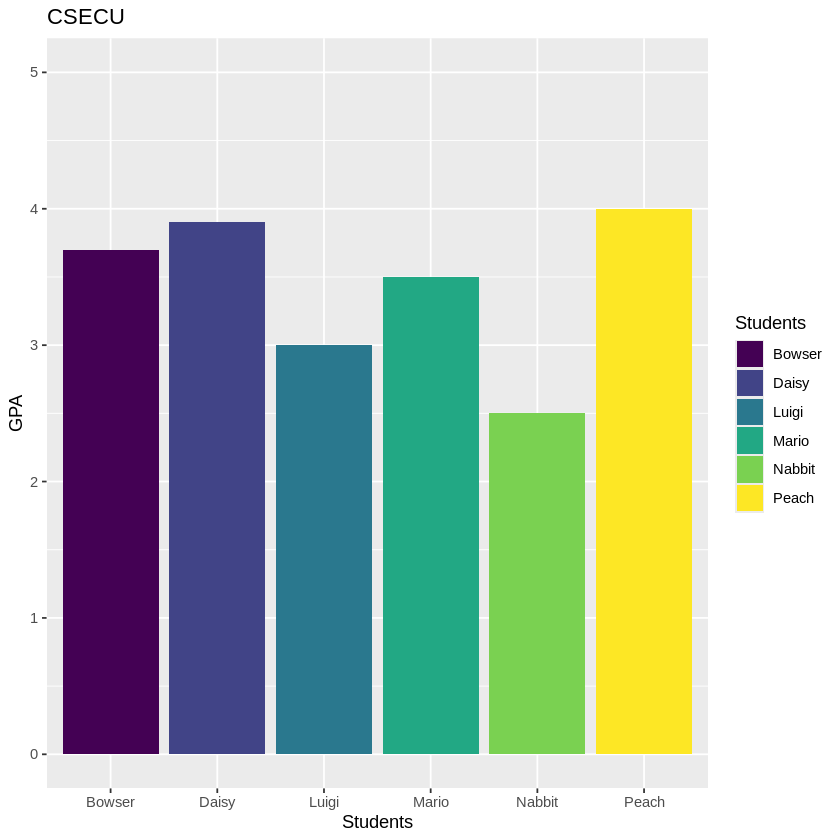 CSECU
5
4
3
2
1
0
GPA
Bowser Daisy Luigi Mario Nabbit Peach
Students
Students
Bowser
Daisy
Luigi
Mario
Nabbit
Peach